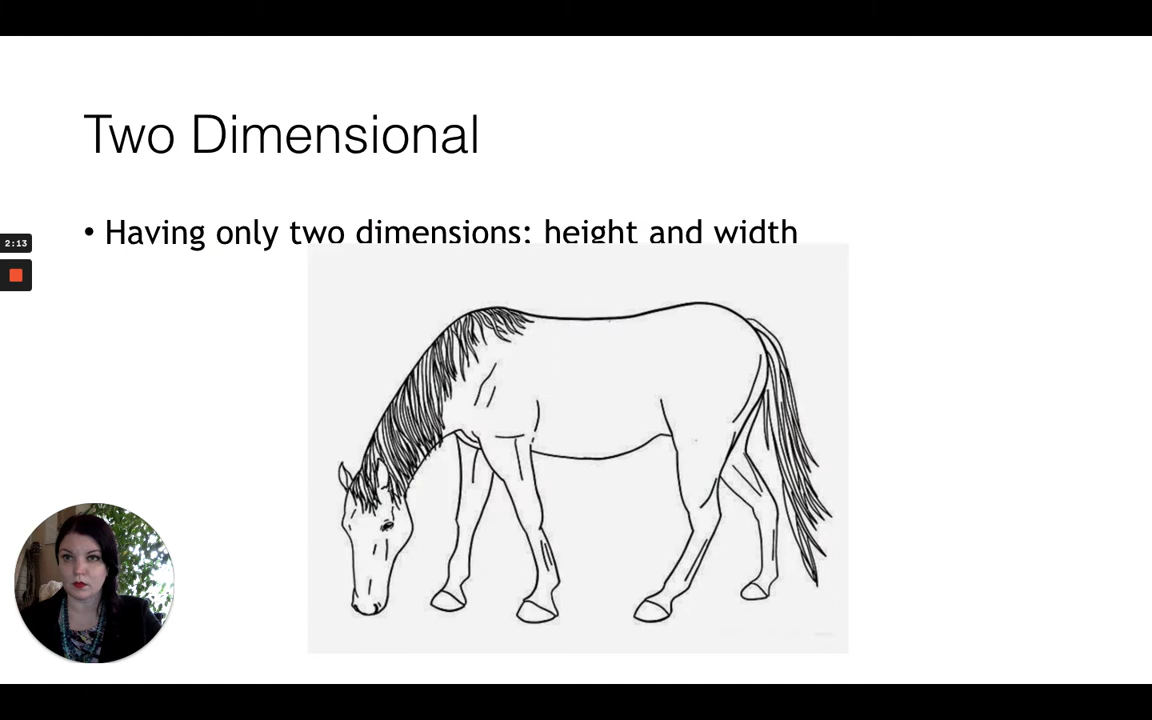 Two Dimensional
• Having only two dimensions: height and width
2:13